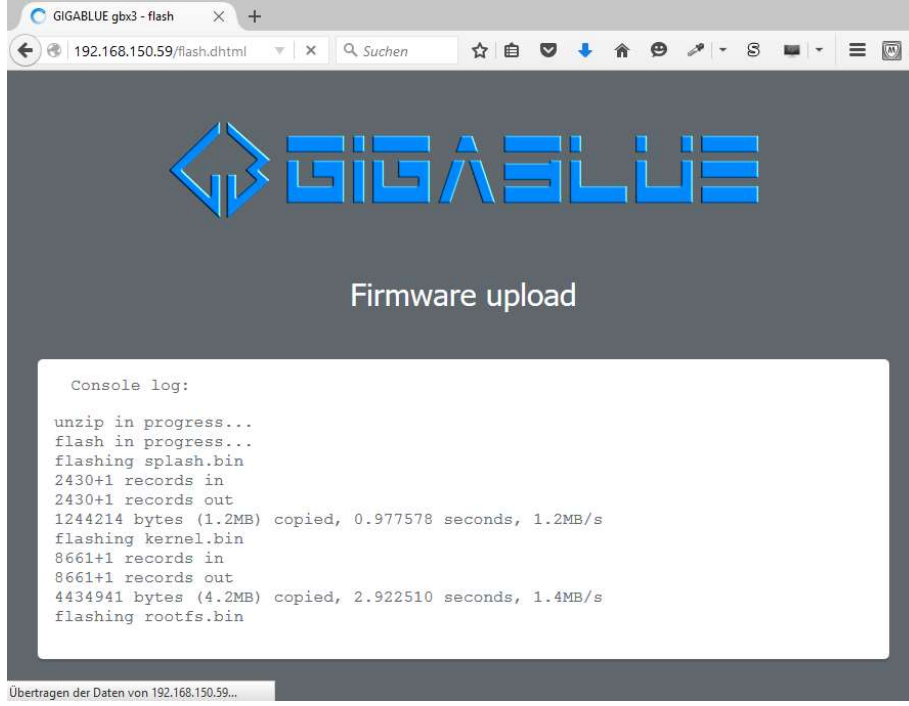 GIGABLUE gbx3 - flash
192.168.150.59/flash.dhtml
Suchen
GIGABLUE
Firmware upload
Console log:
unzip in progress...
flash in progress...
flashing splash.bin
2430+1 records in
2430+1 records out
1244214 bytes (1.2MB) copied, 0.977578 seconds, 1.2MB/s
flashing kernel.bin
8661+1 records in
8661+1 records out
4434941 bytes (4.2MB) copied, 2.922510 seconds, 1.4MB/s
flashing rootfs.bin
Übertragen der Daten von 192.168.150.59...